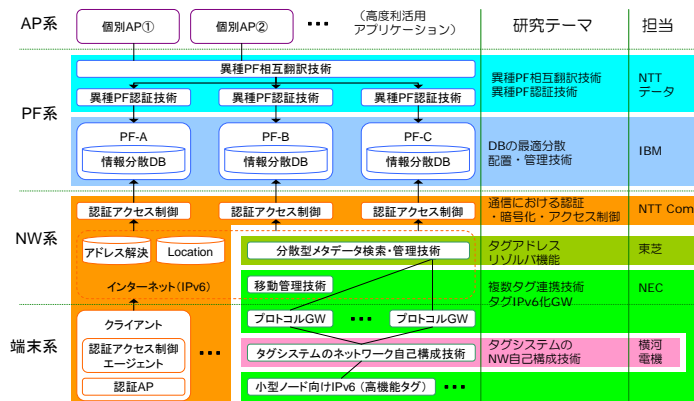 AP系
個別AP①
個別AP②
•••
(高度利活用
アプリケーション)
研究テーマ
担当
PF系
異種PF相互翻訳技術
異種PF認証技術
異種PF認証技術
異種PF認証技術
異種PF相互翻訳技術
異種PF認証技術
NTT
データ
PF-A
情報分散DB
PF-B
情報分散DB
PF-C
情報分散DB
DBの最適分散
配置・管理技術
IBM
NW系
認証アクセス制御
認証アクセス制御
認証アクセス制御
通信における認証
・暗号化・アクセス制御
NTT Com
アドレス解決
Location
分散型メタデータ検索・管理技術
タグアドレス
リゾルバ機能
東芝
インターネット(IPv6)
移動管理技術
複数タグ連携技術
タグIPv6化GW
NEC
端末系
クライアント
認証アクセス制御
エージェント
認証AP
•••
プロトコルGW
•••
プロトコルGW
タグシステムのネットワーク自己構成技術
タグシステムの
NW自己構成技術
横河
電機
小型ノード向けIPv6(高機能タグ)
•••